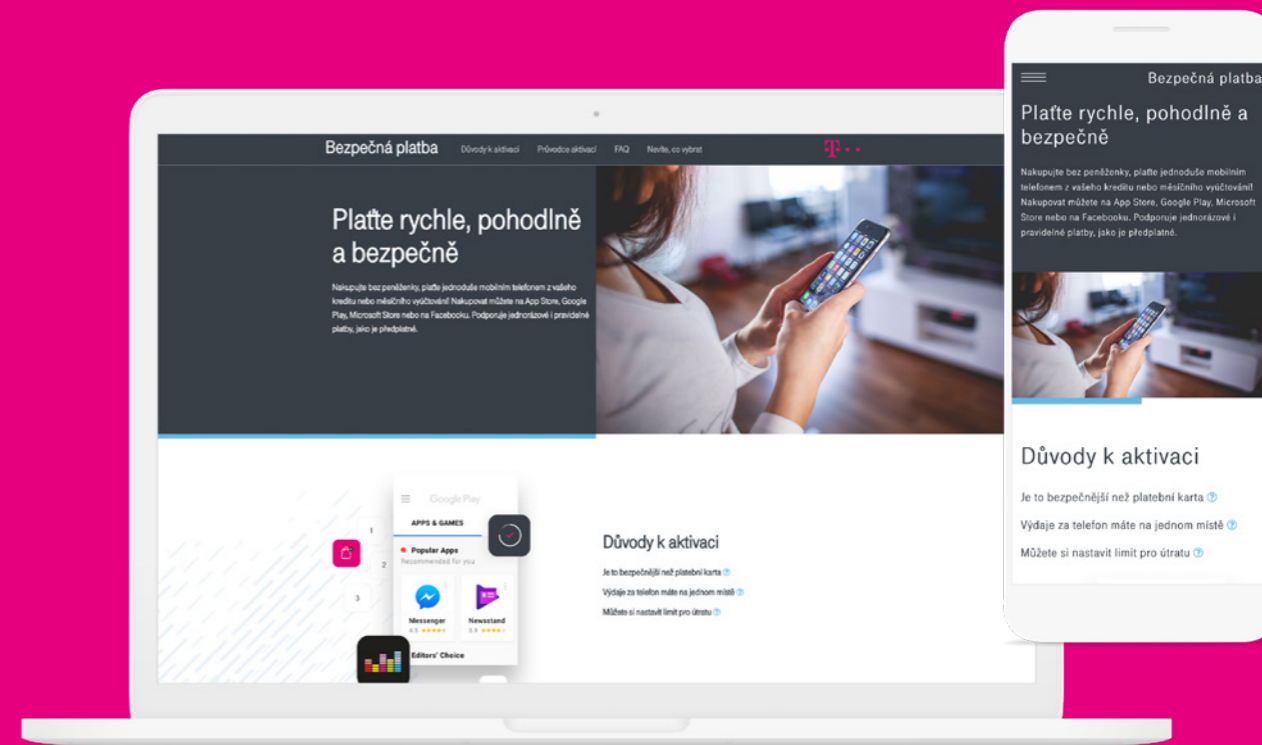 Bezpečná platba
Důvody k aktivaci
Průvodce aktivací
FAQ
Nevíte, co vybrat
T
Plaťte rychle, pohodlně
a bezpečně
Nakupujte bez peněženky, plaťte jednoduše mobilním telefonem z vašeho
kreditu nebo měsíčního vyúčtování! Nakupovat můžete na App Store, Google
Play, Microsoft Store nebo na Facebooku. Podporuje jednorázové i pravidelné
platby, jako je předplatné.
Google Play
APPS & GAMES
Popular Apps
Recommended for you
1
2
3
Messenger
Newsstand
4.5
3.9
Editors' Choice
Důvody k aktivaci
Je to bezpečnější než platební karta ?
Výdaje za telefon máte na jednom místě ?
Můžete si nastavit limit pro útratu ?
Bezpečná platba
Plaťte rychle, pohodlně a
bezpečně
Nakupujte bez peněženky, plaťte jednoduše mobilním
telefonem z vašeho kreditu nebo měsíčního vyúčtování!
Nakupovat můžete na App Store, Google Play, Microsoft
Store nebo na Facebooku. Podporuje jednorázové i
pravidelné platby, jako je předplatné.
Důvody k aktivaci
Je to bezpečnější než platební karta ?
Výdaje za telefon máte na jednom místě ?
Můžete si nastavit limit pro útratu ?